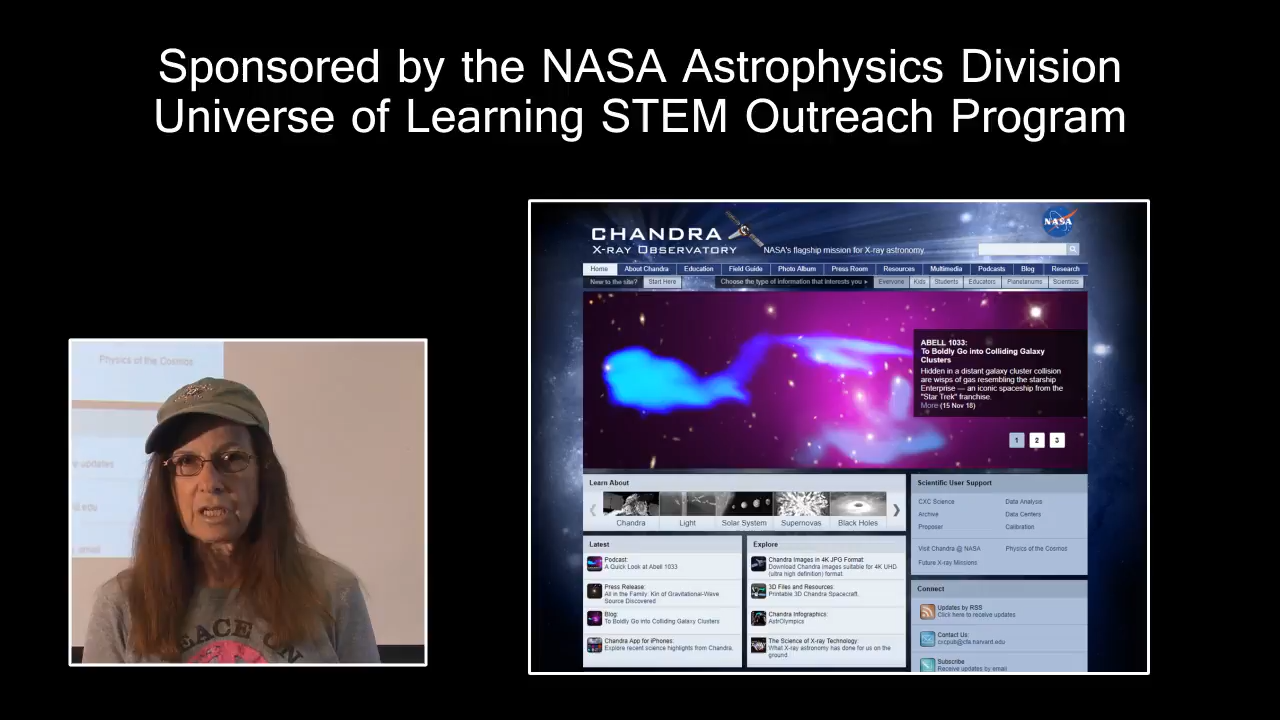 Sponsored by the NASA Astrophysics Division
Universe of Learning STEM Outreach Program
Physics of the Cosmos
updates
.edu
email
PEACE
CHANDRA
X-RAY OBSERVATORY
NASA's flagship mission for X-ray astronomy.
NASA
Home About Chandra Education Field Guide Photo Album Press Room Resources Multimedia Podcasts Blog Research
New to the site? Start Here Choose the type of information that interests you ▸ Everyone Kids Students Educators Planetariums Scientists
ABELL 1033:
To Boldly Go into Colliding Galaxy
Clusters
Hidden in a distant galaxy cluster collision
are wisps of gas resembling the starship
Enterprise — an iconic spaceship from the
"Star Trek" franchise.
More (15 Nov 18)
1 2 3
Learn About
Chandra Light Solar System Supernovas Black Holes
Latest
Podcast:
A Quick Look at Abell 1033
Press Release:
All in the Family: Kin of Gravitational-Wave
Source Discovered
Blog:
To Boldly Go into Colliding Galaxy Clusters
Chandra App for iPhones:
Explore recent science highlights from Chandra.
Explore
Chandra Images in 4K JPG Format:
Download Chandra images suitable for 4K UHD.
(ultra high definition) format.
3D Files and Resources:
Printable 3D Chandra Spacecraft.
Chandra Infographics:
AstrOlympics
The Science of X-ray Technology:
What X-ray astronomy has done for us on the
ground.
Scientific User Support
CXC Science Data Analysis
Archive Data Centers
Proposer Calibration
Visit Chandra @ NASA Physics of the Cosmos
Future X-ray Missions
Connect
Updates by RSS
Click here to receive updates
Contact Us:
cxcpub@cfa.harvard.edu
Subscribe
Receive updates by email